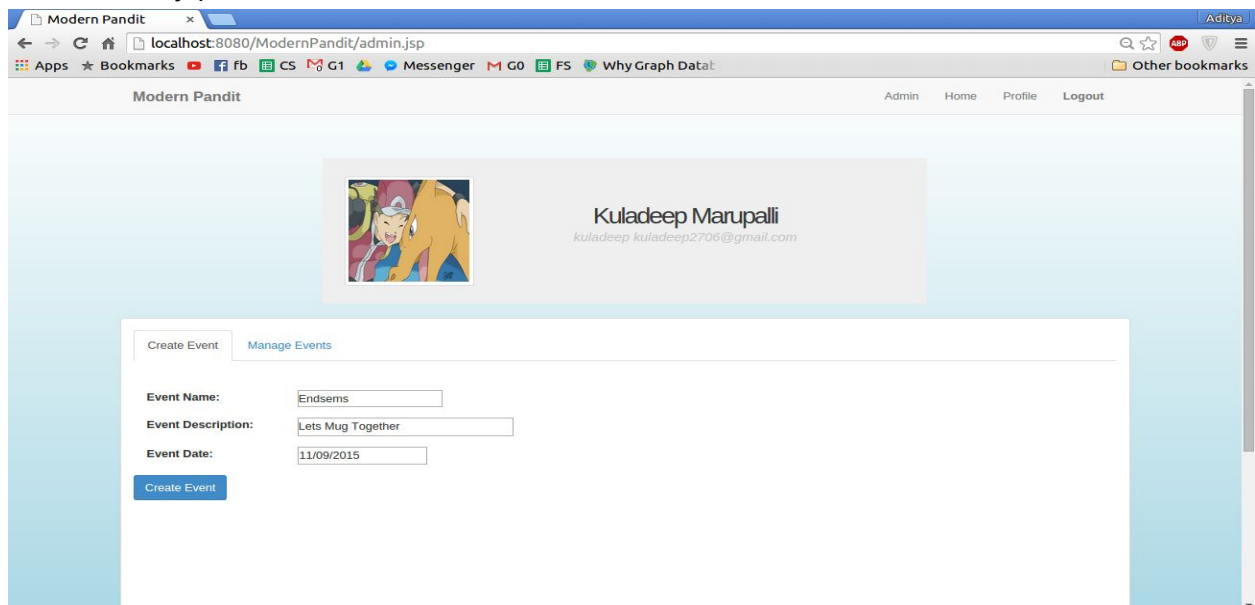 Modern Pandit
Aditya
localhost:8080/ModernPandit/admin.jsp
ABP
Apps Bookmarks fb CS G1 Messenger G0 FS Why Graph Datab Other bookmarks
Modern Pandit Admin Home Profile Logout
Kuladeep Marupalli
kuladeep kuladeep2706@gmail.com
Create Event Manage Events
Event Name: Endsems
Event Description: Lets Mug Together
Event Date: 11/09/2015
Create Event